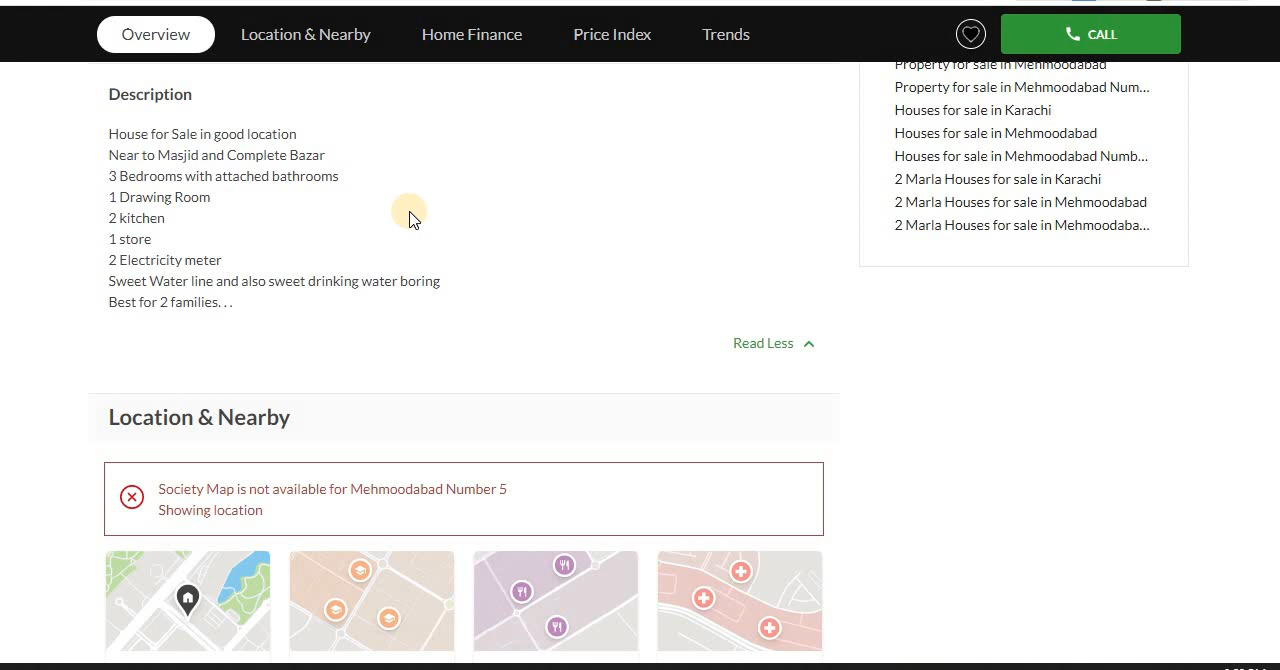 Overview
Location & Nearby
Home Finance
Price Index
Trends
CALL
Description
House for Sale in good location
Near to Masjid and Complete Bazar
3 Bedrooms with attached bathrooms
1 Drawing Room
2 kitchen
1 store
2 Electricity meter
Sweet Water line and also sweet drinking water boring
Best for 2 families. . .
Read Less
Property for sale in Mehmoodabad
Property for sale in Mehmoodabad Num...
Houses for sale in Karachi
Houses for sale in Mehmoodabad
Houses for sale in Mehmoodabad Numb...
2 Marla Houses for sale in Karachi
2 Marla Houses for sale in Mehmoodabad
2 Marla Houses for sale in Mehmoodaba...
Location & Nearby
Society Map is not available for Mehmoodabad Number 5
Showing location